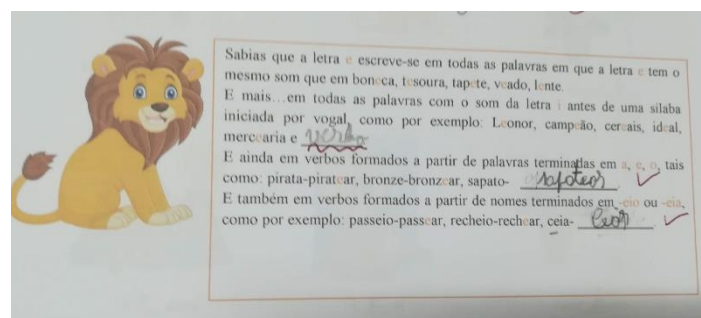 Sabias que a letra e escreve-se em todas as palavras em que a letra e tem o
mesmo som que em boneca, tesoura, tapete, veado, lente.
E mais…em todas as palavras com o som da letra i antes de uma sílaba
iniciada por vogal, como por exemplo: Leonor, campeão, cereais, ideal,
mercearia e
E ainda em verbos formados a partir de palavras terminadas em a, e, o, tais
como: pirata-piratear, bronze-bronzear, sapato- sapatear.
E também em verbos formados a partir de nomes terminados em -eio ou -eia,
como por exemplo: passeio-passear, recheio-rechear, ceia- cear.